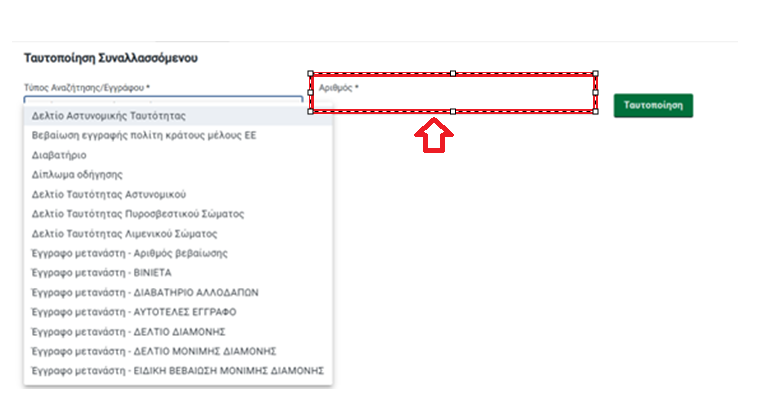 Ταυτοποίηση Συναλλασσόμενου
Τύπος Αναζήτησης/Εγγράφου *
Αριθμός *
Ταυτοποίηση
Δελτίο Αστυνομικής Ταυτότητας
Βεβαίωση εγγραφής πολίτη κράτους μέλους ΕΕ
Διαβατήριο
Δίπλωμα οδήγησης
Δελτίο Ταυτότητας Αστυνομικού
Δελτίο Ταυτότητας Πυροσβεστικού Σώματος
Δελτίο Ταυτότητας Λιμενικού Σώματος
Έγγραφο μετανάστη - Αριθμός βεβαίωσης
Έγγραφο μετανάστη - ΒΙΝΙΕΤΑ
Έγγραφο μετανάστη - ΔΙΑΒΑΤΗΡΙΟ ΑΛΛΟΔΑΠΩΝ
Έγγραφο μετανάστη - ΑΥΤΟΤΕΛΕΣ ΕΓΓΡΑΦΟ
Έγγραφο μετανάστη - ΔΕΛΤΙΟ ΔΙΑΜΟΝΗΣ
Έγγραφο μετανάστη - ΔΕΛΤΙΟ ΜΟΝΙΜΗΣ ΔΙΑΜΟΝΗΣ
Έγγραφο μετανάστη - ΕΙΔΙΚΗ ΒΕΒΑΙΩΣΗ ΜΟΝΙΜΗΣ ΔΙΑΜΟΝΗΣ